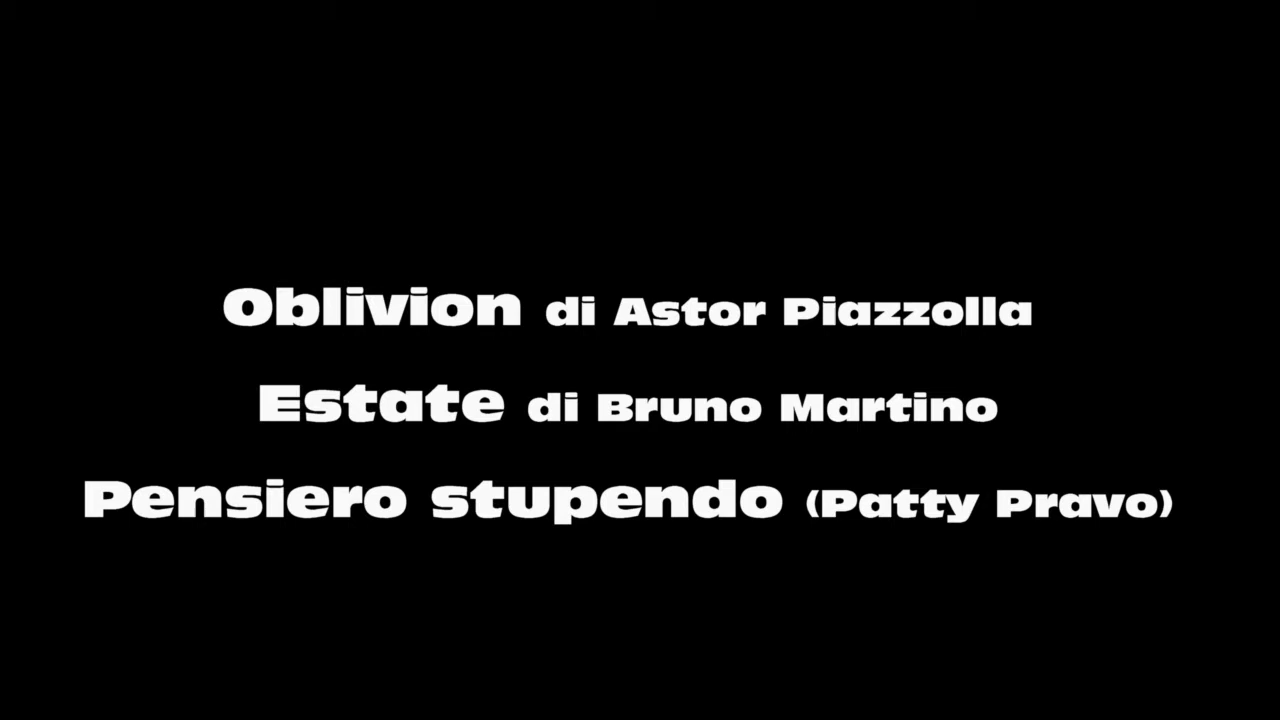 Oblivion di Astor Piazzolla
Estate di Bruno Martino
Pensiero stupendo (Patty Pravo)